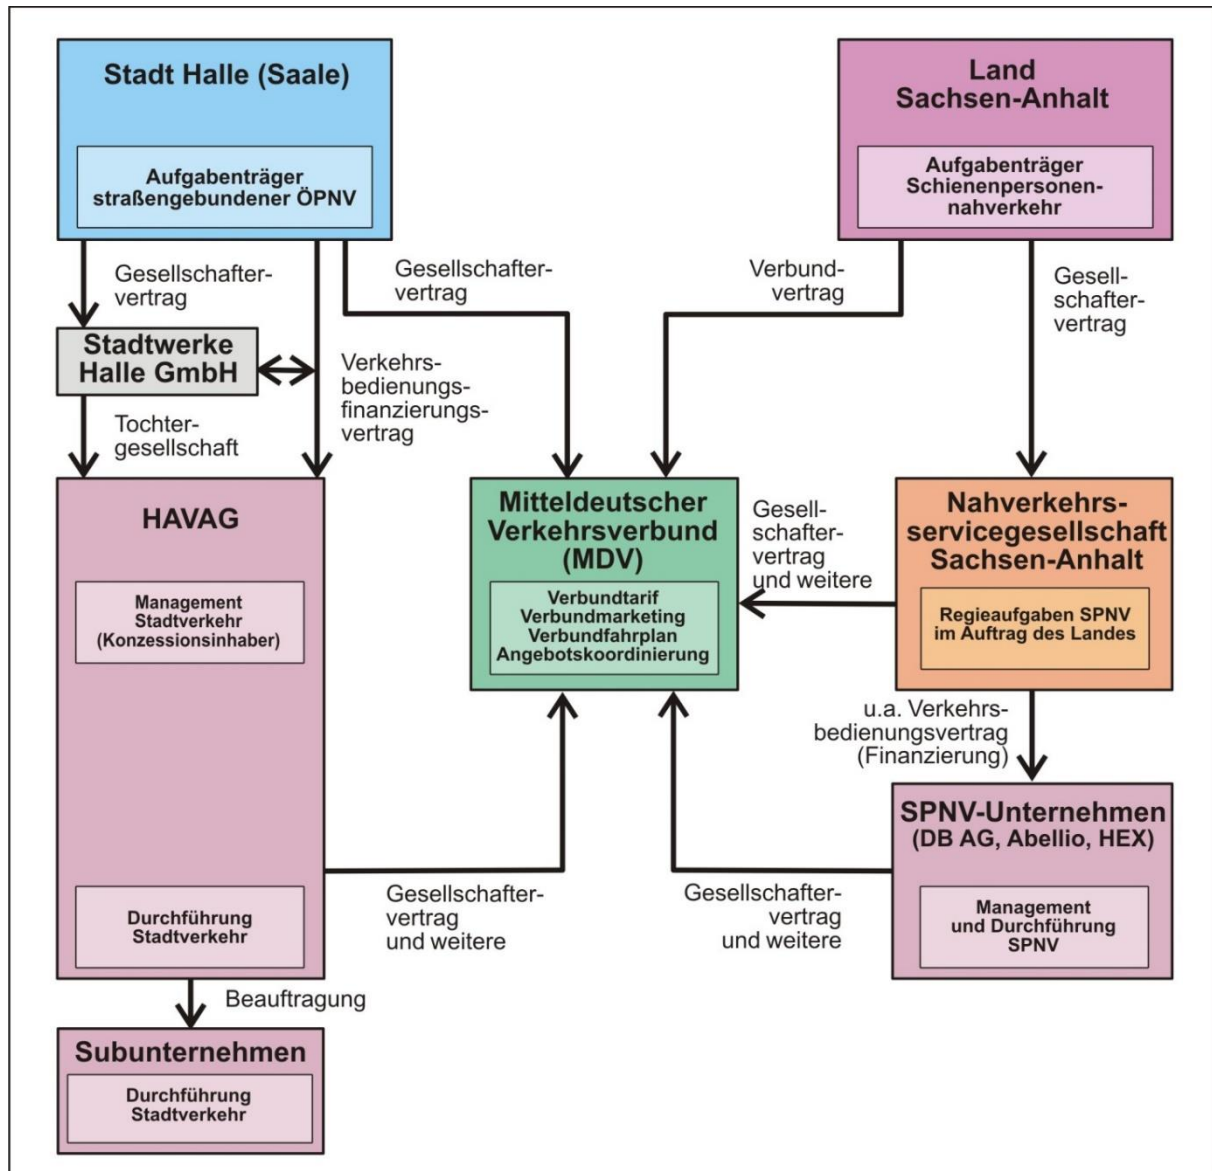 Stadt Halle (Saale)
Aufgabenträger
straßengebundener ÖPNV
Land
Sachsen-Anhalt
Aufgabenträger
Schienenpersonen-
nahverkehr
Gesellschafter-
vertrag
Gesellschafter-
vertrag
Verbund-
vertrag
Gesell-
schafter-
vertrag
Stadtwerke
Halle GmbH
Verkehrs-
bedienungs-
finanzierungs-
vertrag
Tochter-
gesellschaft
HAVAG
Management
Stadtverkehr
(Konzessionsinhaber)
Durchführung
Stadtverkehr
Mitteldeutscher
Verkehrsverbund
(MDV)
Verbundtarif
Verbundmarketing
Verbundfahrplan
Angebotskoordinierung
Gesell-
schafter-
vertrag
und weitere
Nahverkehrs-
servicegesellschaft
Sachsen-Anhalt
Regieaufgaben SPNV
im Auftrag des Landes
u.a. Verkehrs-
bedienungsvertrag
(Finanzierung)
SPNV-Unternehmen
(DB AG, Abellio, HEX)
Management
und Durchführung
SPNV
Gesellschafter-
vertrag
und weitere
Gesellschafter-
vertrag
und weitere
Beauftragung
Subunternehmen
Durchführung
Stadtverkehr